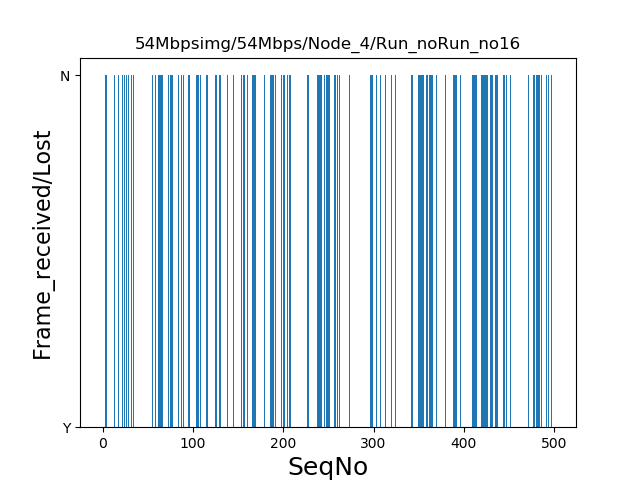 54Mbpsimg/54Mbps/Node_4/Run_noRun_no16
N
Frame_received/Lost
Y
0 100 200 300 400 500
SeqNo